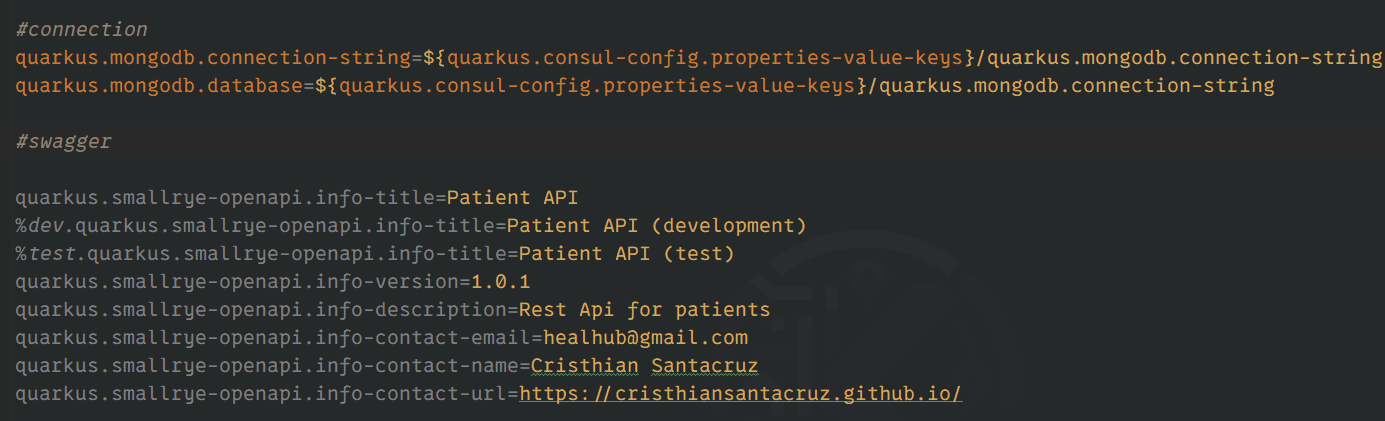 #connection
quarkus.mongodb.connection-string=${quarkus.consul-config.properties-value-keys}/quarkus.mongodb.connection-string
quarkus.mongodb.database=${quarkus.consul-config.properties-value-keys}/quarkus.mongodb.connection-string
#swagger
quarkus.smallrye-openapi.info-title=Patient API
%dev.quarkus.smallrye-openapi.info-title=Patient API (development)
%test.quarkus.smallrye-openapi.info-title=Patient API (test)
quarkus.smallrye-openapi.info-version=1.0.1
quarkus.smallrye-openapi.info-description=Rest Api for patients
quarkus.smallrye-openapi.info-contact-email=healhub@gmail.com
quarkus.smallrye-openapi.info-contact-name=Cristhian Santacruz
quarkus.smallrye-openapi.info-contact-url=https://cristhiansantacruz.github.io/